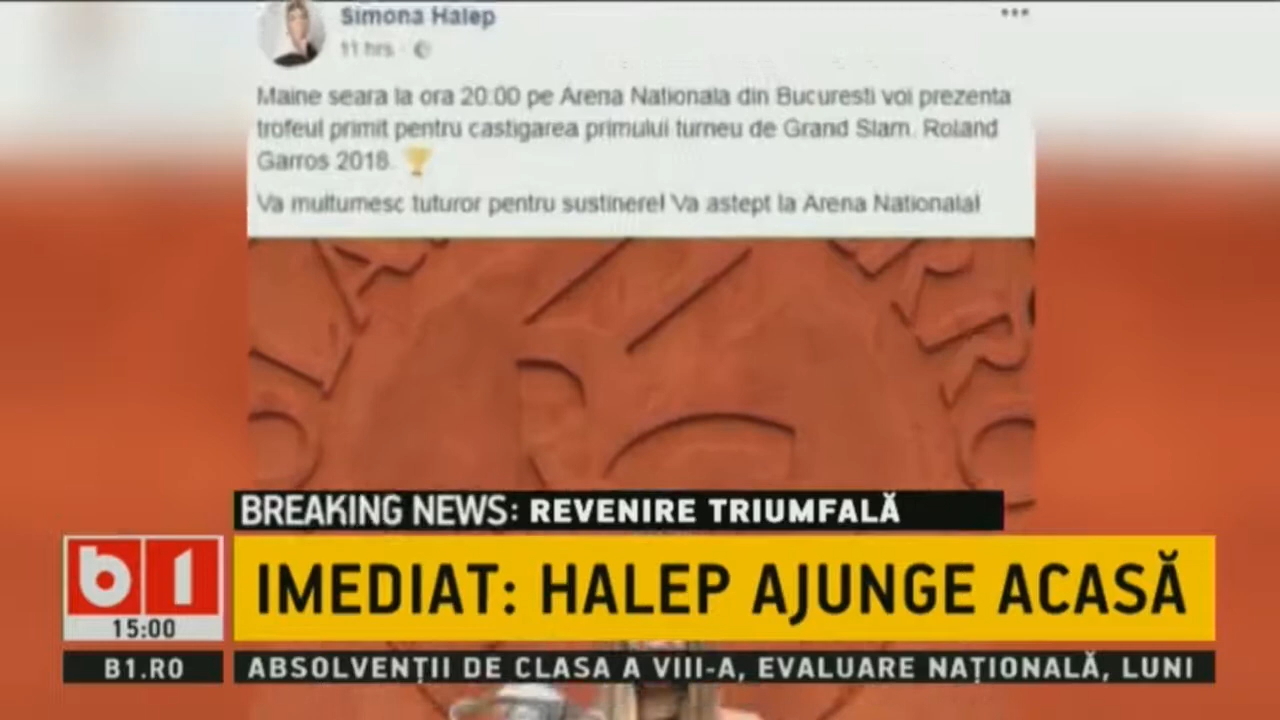 Simona Halep
11 hrs
Maine seara la ora 20.00 pe Arena Nationala din Bucuresti voi prezenta
trofeul primit pentru castigarea primului turneu de Grand Slam. Roland
Garros 2018. 🏆
Va multumesc tuturor pentru sustinere! Va astept la Arena Nationala!
BREAKING NEWS: REVENIRE TRIUMFALĂ
IMEDIAT: HALEP AJUNGE ACASĂ
b1
15:00
B1.RO
ABSOLVENȚII DE CLASA A VIII-A, EVALUARE NAȚIONALĂ, LUNI